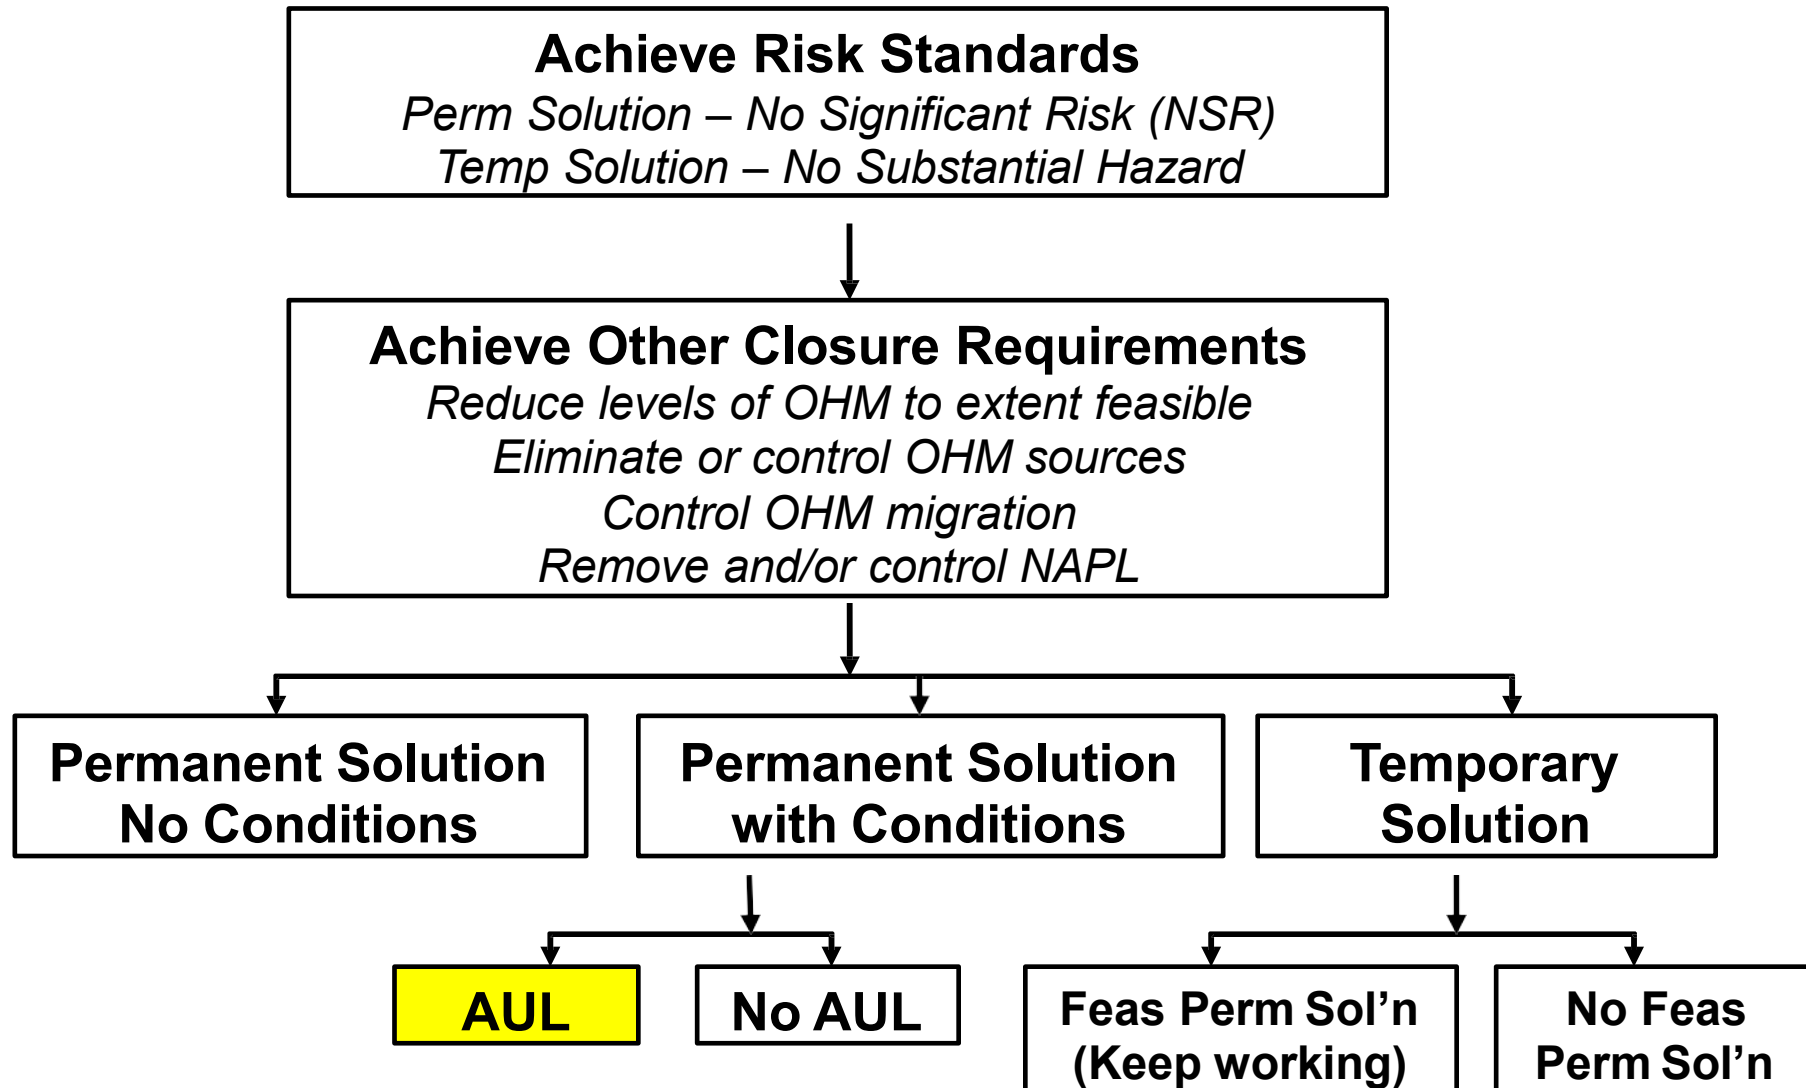 Achieve Risk Standards
Perm Solution – No Significant Risk (NSR)
Temp Solution – No Substantial Hazard
Achieve Other Closure Requirements
Reduce levels of OHM to extent feasible
Eliminate or control OHM sources
Control OHM migration
Remove and/or control NAPL
Permanent Solution
No Conditions
Permanent Solution
with Conditions
Temporary
Solution
AUL
No AUL
Feas Perm Sol’n
(Keep working)
No Feas
Perm Sol’n